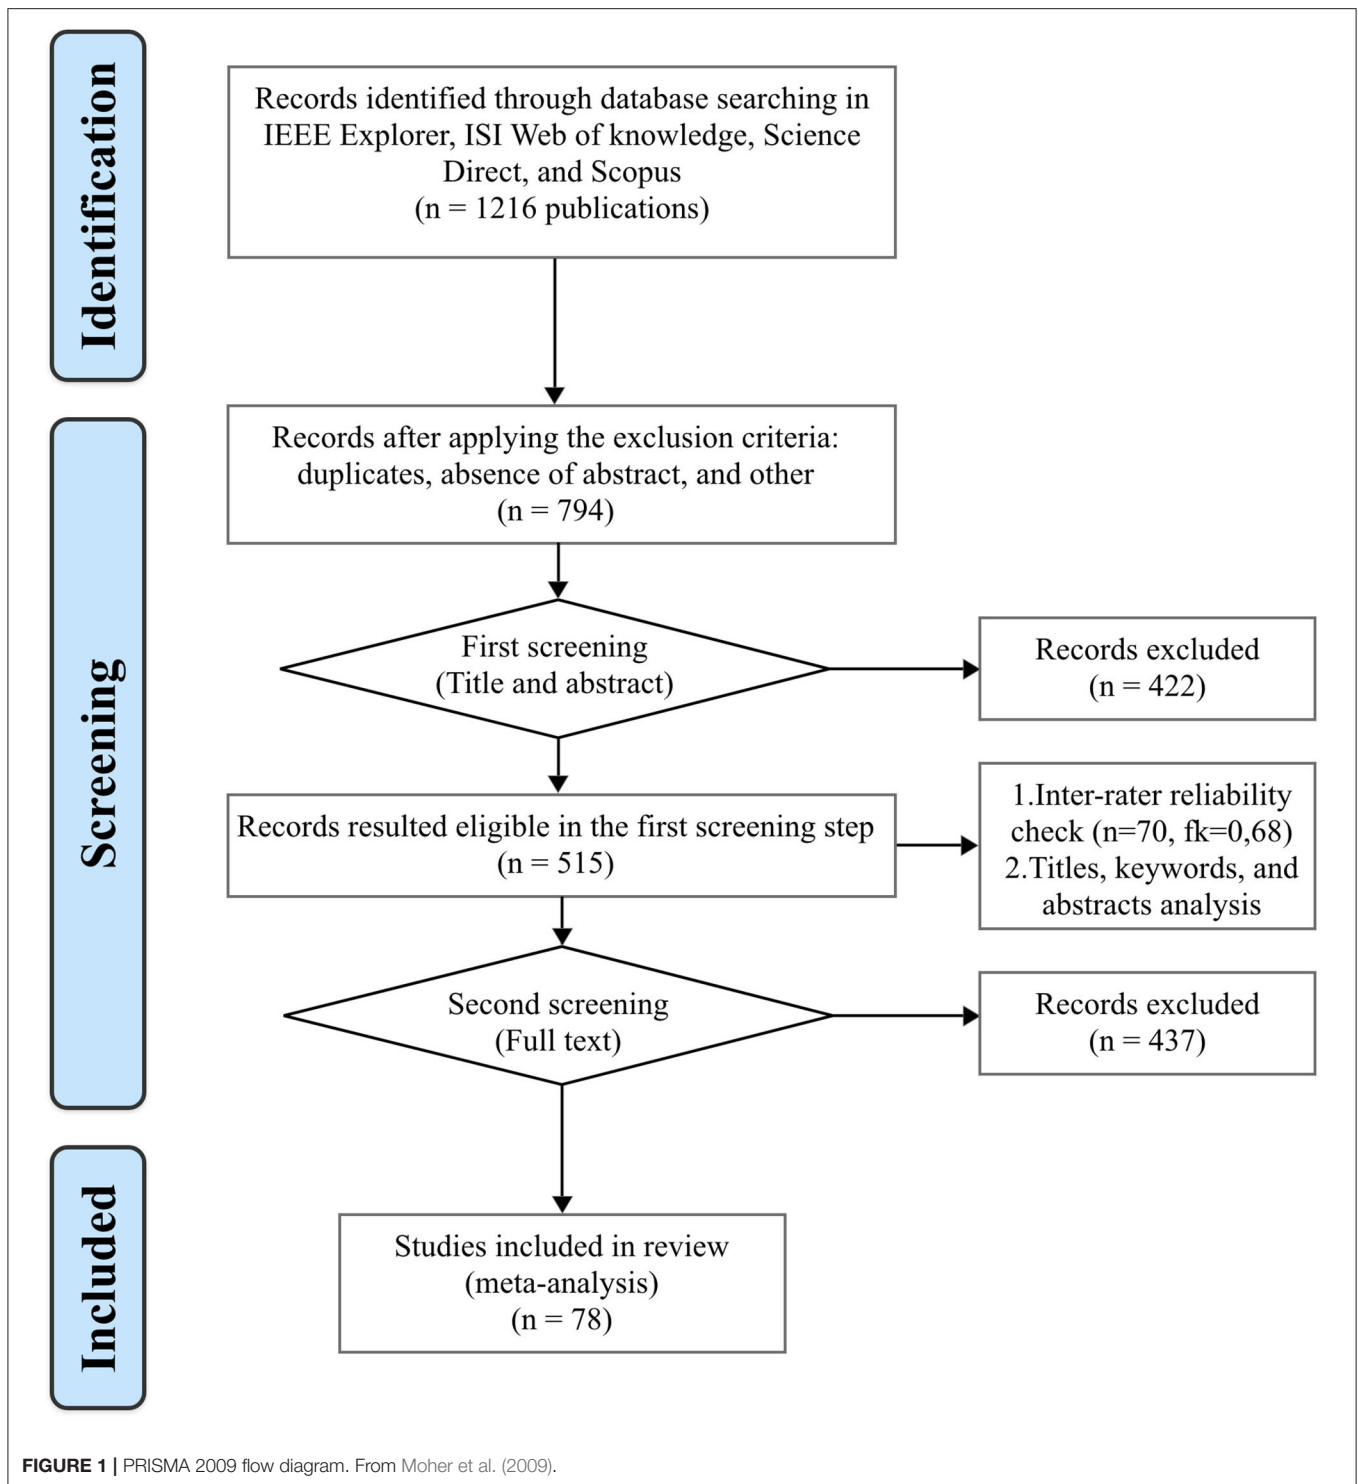 Identification
Records identified through database searching in
IEEE Explorer, ISI Web of knowledge, Science
Direct, and Scopus
(n = 1216 publications)
Screening
Records after applying the exclusion criteria:
duplicates, absence of abstract, and other
(n = 794)
First screening
(Title and abstract)
Records excluded
(n = 422)
Records resulted eligible in the first screening step
(n = 515)
1.Inter-rater reliability
check (n=70, fk=0,68)
2.Titles, keywords, and
abstracts analysis
Second screening
(Full text)
Records excluded
(n = 437)
Included
Studies included in review
(meta-analysis)
(n = 78)
FIGURE 1 | PRISMA 2009 flow diagram. From Moher et al. (2009).